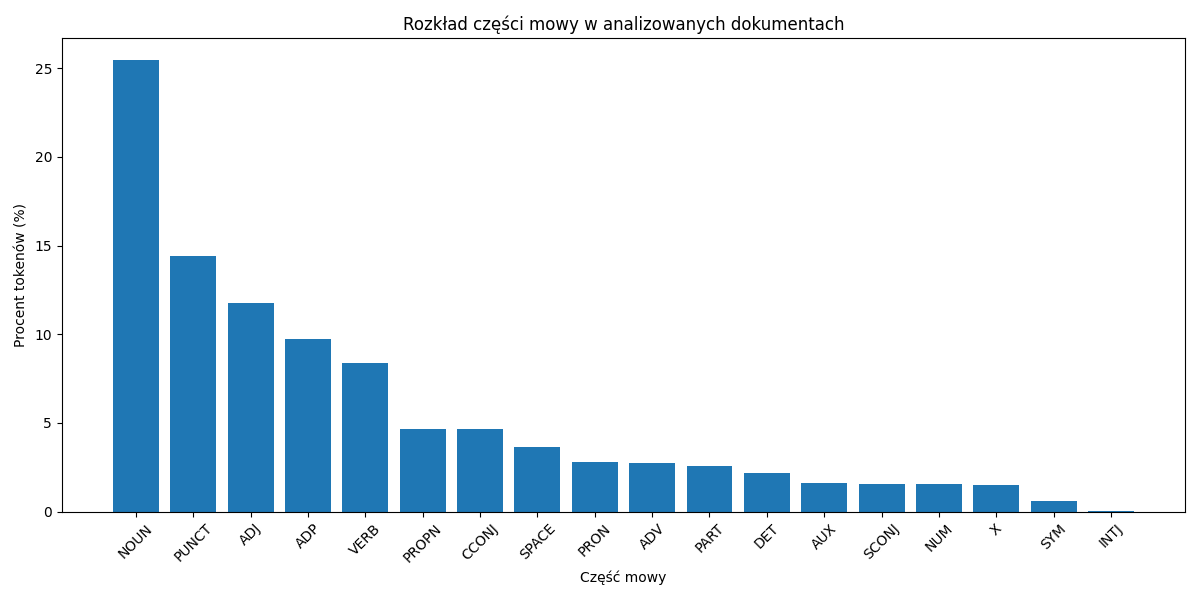 Rozkład części mowy w analizowanych dokumentach
Procent tokenów (%)
25
20
15
10
5
0
NOUN
PUNCT
ADJ
ADP
VERB
PROPN
CCONJ
SPACE
PRON
ADV
PART
DET
AUX
SCONJ
NUM
X
SYM
INTJ
Część mowy